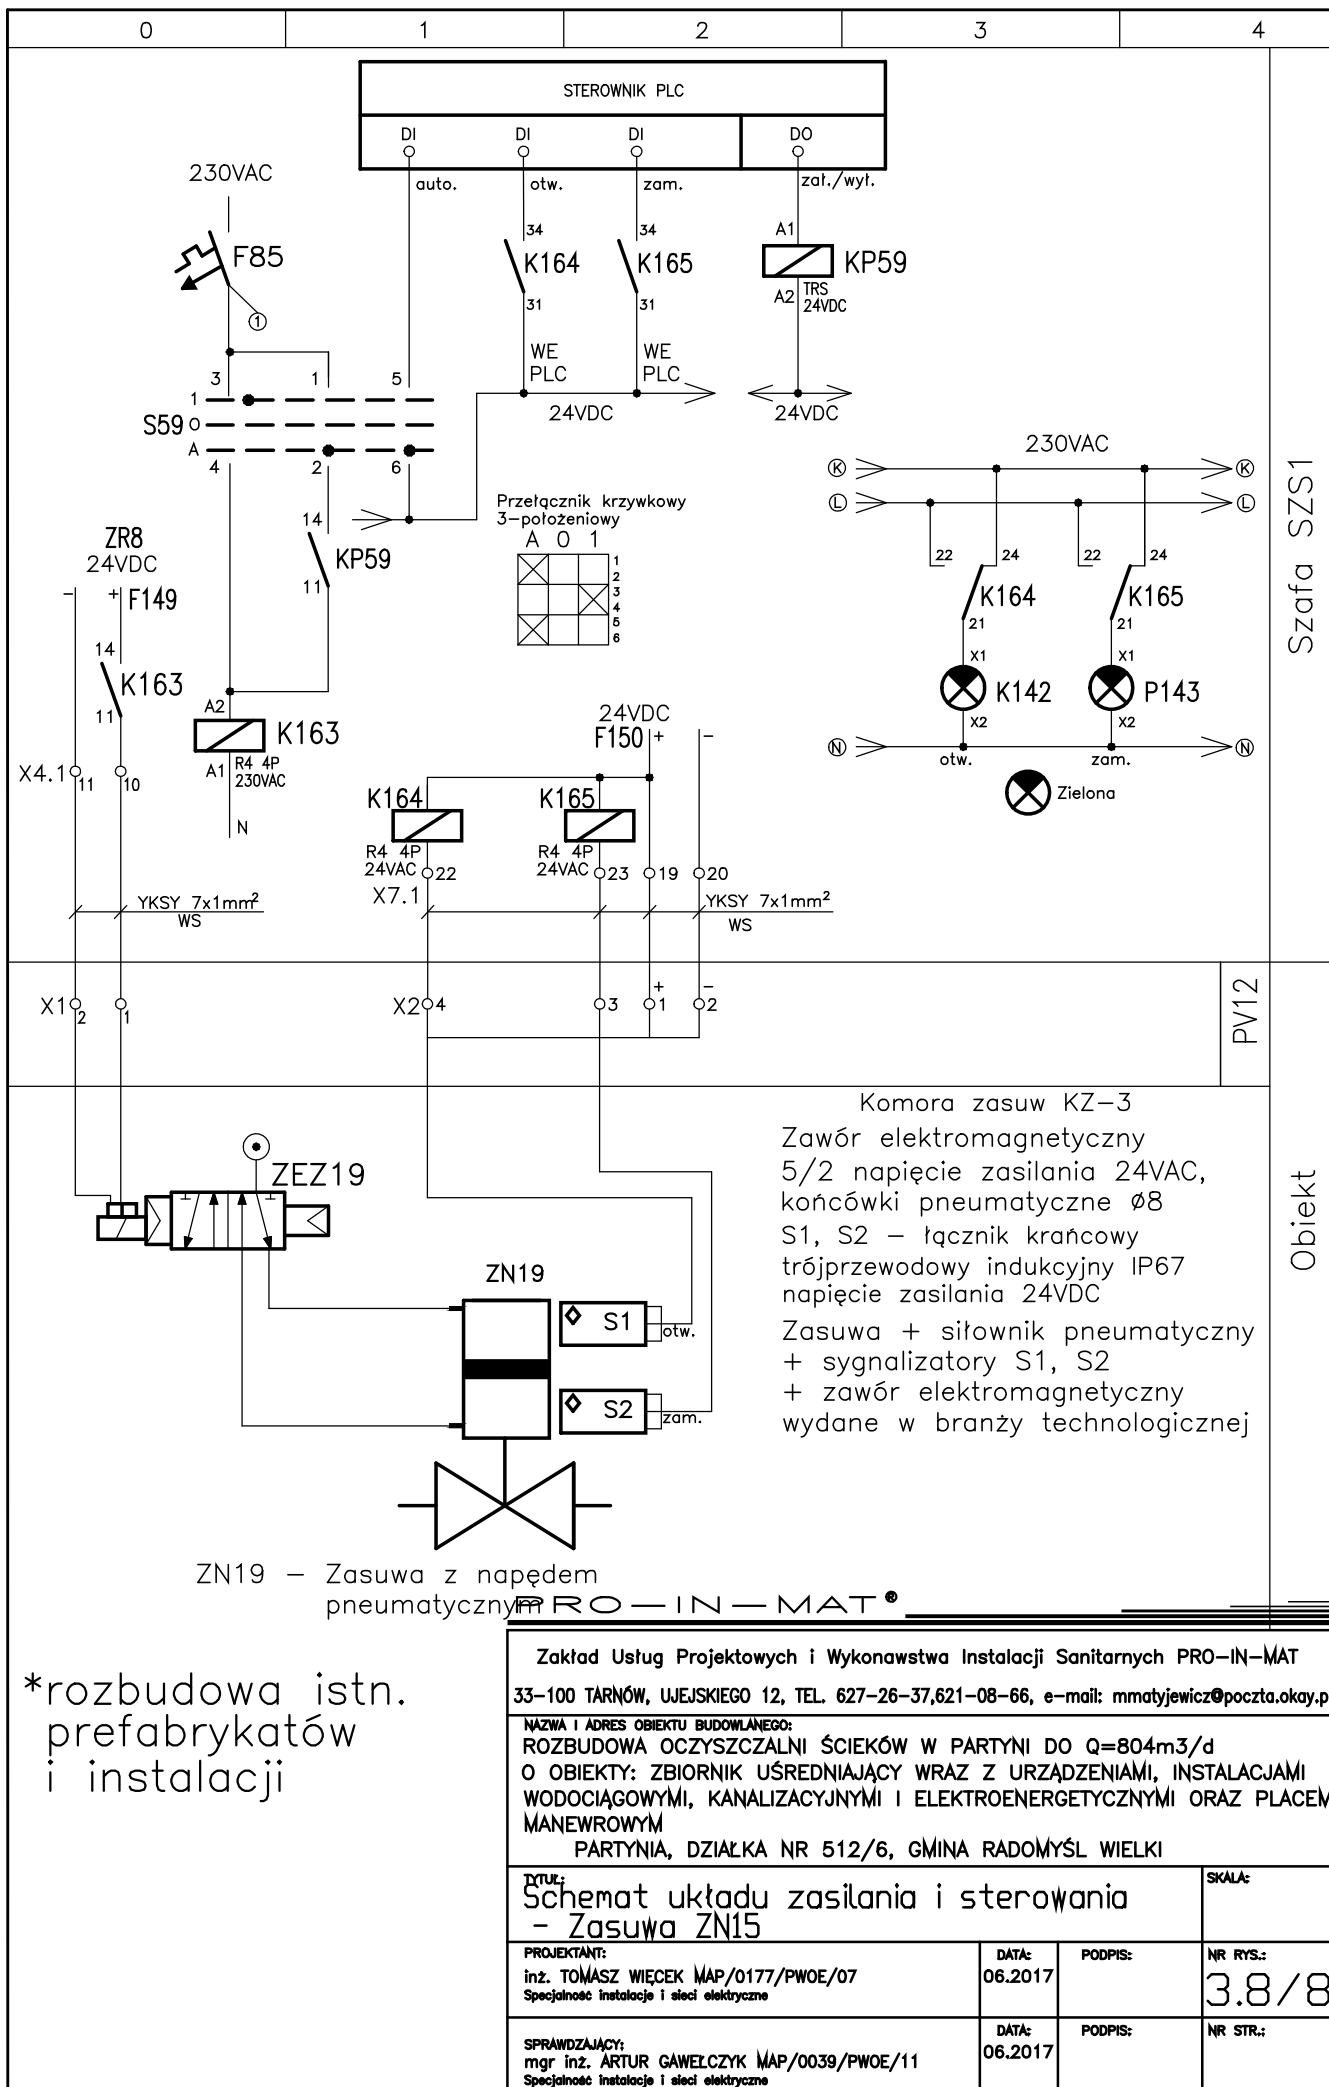 0 1 2 3 4
STEROWNIK PLC
DI DI DI DO
auto. otw. zam. zał./wył.
230VAC
F85
1
34 34
K164 K165
31 31
A1
KP59
A2 TRS
24VDC
WE WE
PLC PLC
24VDC 24VDC
3 1 5
1
S59 0
A
4 2 6
230VAC
K K
L L
Przełącznik krzywkowy
3-położeniowy
A 0 1
1
2
3
4
5
6
14
KP59
11
ZR8
24VDC
- + F149
14
K163
11
22 24 22 24
K164 K165
21 21
X1 X1
K142 P143
X2 X2
N N
otw. zam.
Zielona
A2
K163
A1 R4 4P
230VAC
N
X4.1 11 10
24VDC
F150 + -
K164 K165
R4 4P R4 4P
24VAC 22 24VAC 23 19 20
X7.1
YKSY 7x1mm² YKSY 7x1mm²
WS WS
Szafa SZS1
X1 2 1 X2 4 3 + 1 - 2
PV12
Obiekt
Komora zasuw KZ-3
Zawór elektromagnetyczny
5/2 napięcie zasilania 24VAC,
końcówki pneumatyczne ø8
S1, S2 - łącznik krańcowy
trójprzewodowy indukcyjny IP67
napięcie zasilania 24VDC
Zasuwa + siłownik pneumatyczny
+ sygnalizatory S1, S2
+ zawór elektromagnetyczny
wydane w branży technologicznej
ZEZ19
ZN19
S1
otw.
S2
zam.
ZN19 - Zasuwa z napędem
pneumatycznym
PRO-IN-MAT®
*rozbudowa istn.
prefabrykatów
i instalacji
Zakład Usług Projektowych i Wykonawstwa Instalacji Sanitarnych PRO-IN-MAT
33-100 TARNÓW, UJEJSKIEGO 12, TEL. 627-26-37,621-08-66, e-mail: mmatyjewicz@poczta.okay.p
NAZWA I ADRES OBIEKTU BUDOWLANEGO:
ROZBUDOWA OCZYSZCZALNI ŚCIEKÓW W PARTYNI DO Q=804m3/d
O OBIEKTY: ZBIORNIK UŚREDNIAJĄCY WRAZ Z URZĄDZENIAMI, INSTALACJAMI
WODOCIĄGOWYMI, KANALIZACYJNYMI I ELEKTROENERGETYCZNYMI ORAZ PLACEM
MANEWROWYM
PARTYNIA, DZIAŁKA NR 512/6, GMINA RADOMYŚL WIELKI
TYTUŁ:
Schemat układu zasilania i sterowania
- Zasuwa ZN15
SKALA:
PROJEKTANT:
inż. TOMASZ WIĘCEK MAP/0177/PWOE/07
Specjalność instalacje i sieci elektryczne
DATA:
06.2017
PODPIS:
NR RYS.:
3.8/8
SPRAWDZAJĄCY:
mgr inż. ARTUR GAWEŁCZYK MAP/0039/PWOE/11
Specjalność instalacje i sieci elektryczne
DATA:
06.2017
PODPIS:
NR STR.: